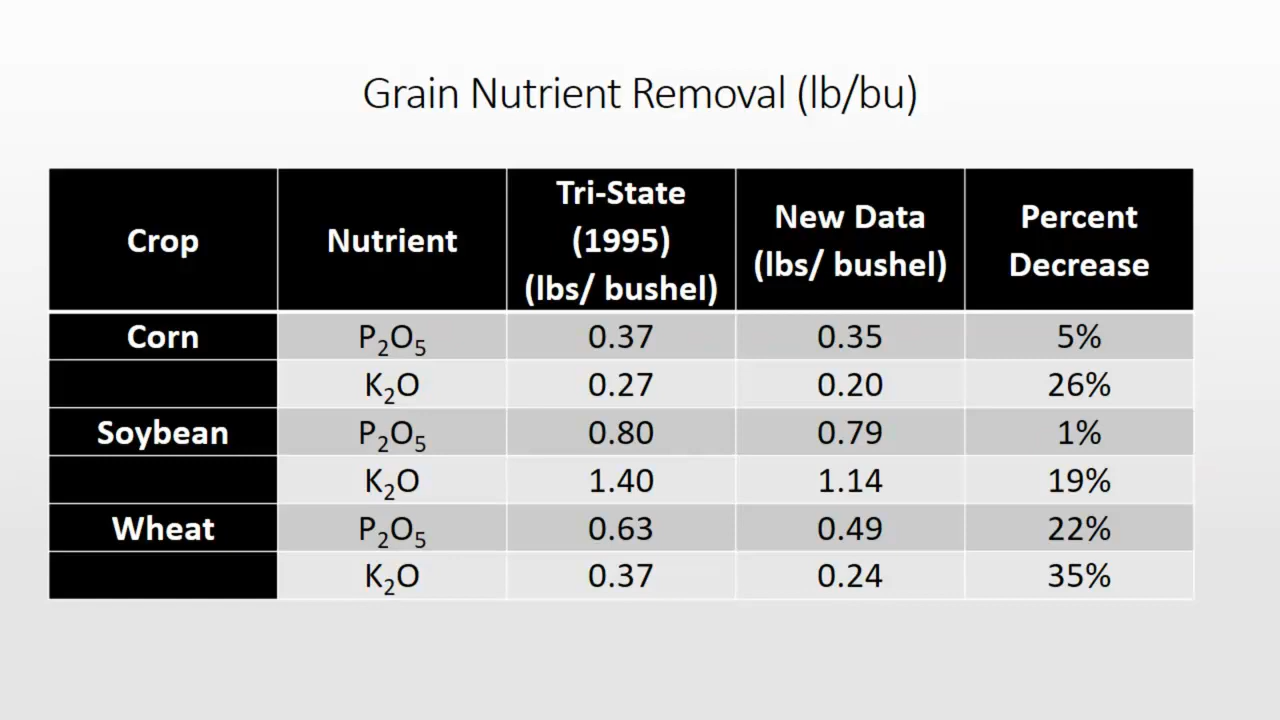 Grain Nutrient Removal (lb/bu)
Crop Nutrient Tri-State (1995) (lbs/ bushel) New Data (lbs/ bushel) Percent Decrease
Corn P₂O₅ 0.37 0.35 5%
K₂O 0.27 0.20 26%
Soybean P₂O₅ 0.80 0.79 1%
K₂O 1.40 1.14 19%
Wheat P₂O₅ 0.63 0.49 22%
K₂O 0.37 0.24 35%